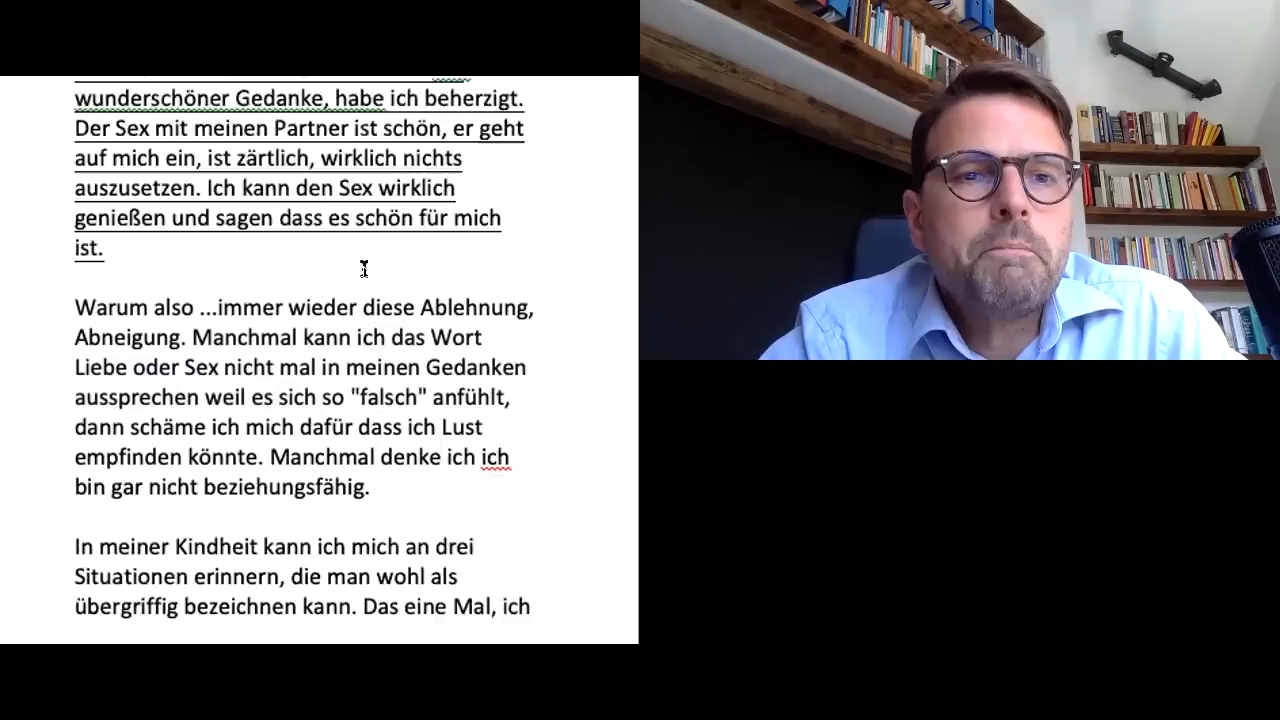 wunderschöner Gedanke, habe ich beherzigt.
Der Sex mit meinen Partner ist schön, er geht
auf mich ein, ist zärtlich, wirklich nichts
auszusetzen. Ich kann den Sex wirklich
genießen und sagen dass es schön für mich
ist.
Warum also ...immer wieder diese Ablehnung,
Abneigung. Manchmal kann ich das Wort
Liebe oder Sex nicht mal in meinen Gedanken
aussprechen weil es sich so "falsch" anfühlt,
dann schäme ich mich dafür dass ich Lust
empfinden könnte. Manchmal denke ich ich
bin gar nicht beziehungsfähig.
In meiner Kindheit kann ich mich an drei
Situationen erinnern, die man wohl als
übergriffig bezeichnen kann. Das eine Mal, ich